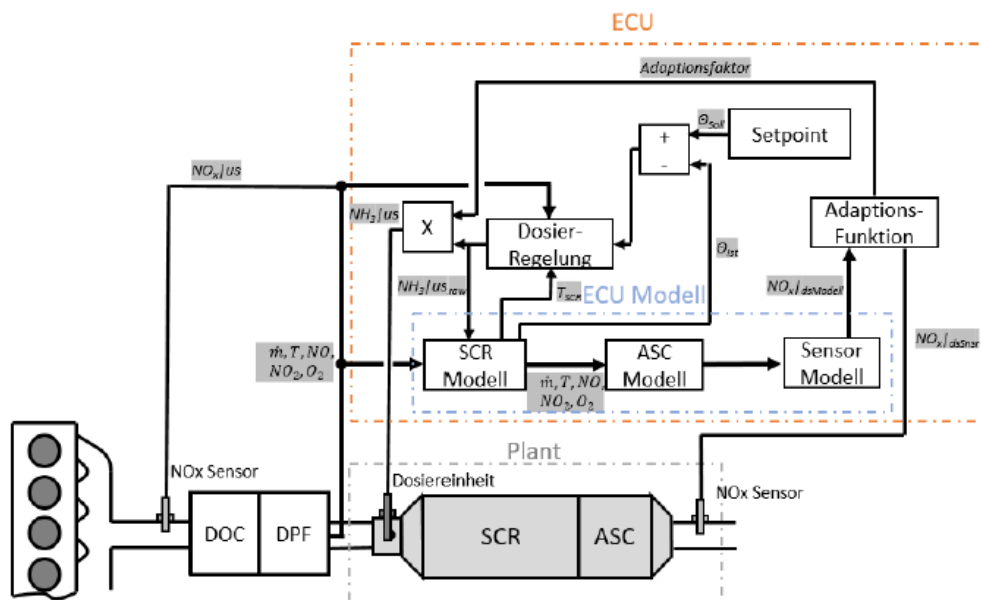 ECU
Adaptionsfaktor
Θ_Soll
Setpoint
+
-
NO_x|us
NH_3|us
X
Dosier-
Regelung
Adaptions-
Funktion
Θ_Ist
NH_3|us_raw
T_SCR
ECU Modell
NO_x|_dsModell
NO_x|_dsSnsr
ṁ, T, NO,
NO_2, O_2
SCR
Modell
ASC
Modell
Sensor
Modell
ṁ, T, NO,
NO_2, O_2
Plant
NOx Sensor
Dosiereinheit
NOx Sensor
DOC
DPF
SCR
ASC